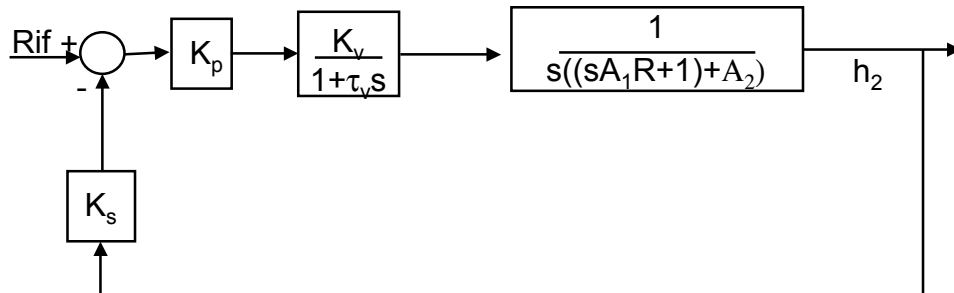 Rif +
-
K_p
K_v
1+τ_v s
1
s((sA_1R+1)+A_2)
h_2
K_s